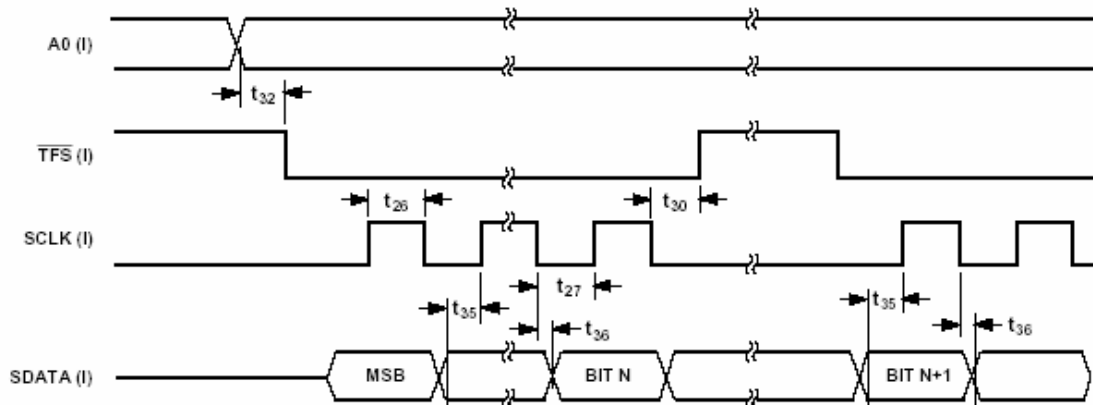 A0 (I)
t32
TFS (I)
t26
t30
SCLK (I)
t35
t27
t36
t35
t36
SDATA (I)
MSB
BIT N
BIT N+1